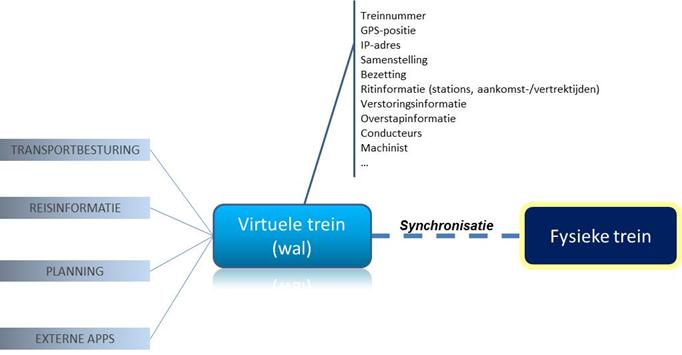 Treinnummer
GPS-positie
IP-adres
Samenstelling
Bezetting
Ritinformatie (stations, aankomst-/vertrektijden)
Verstoringsinformatie
Overstapinformatie
Conducteurs
Machinist
...
TRANSPORTBESTURING
REISINFORMATIE
PLANNING
EXTERNE APPS
Virtuele trein
(wal)
Synchronisatie
Fysieke trein